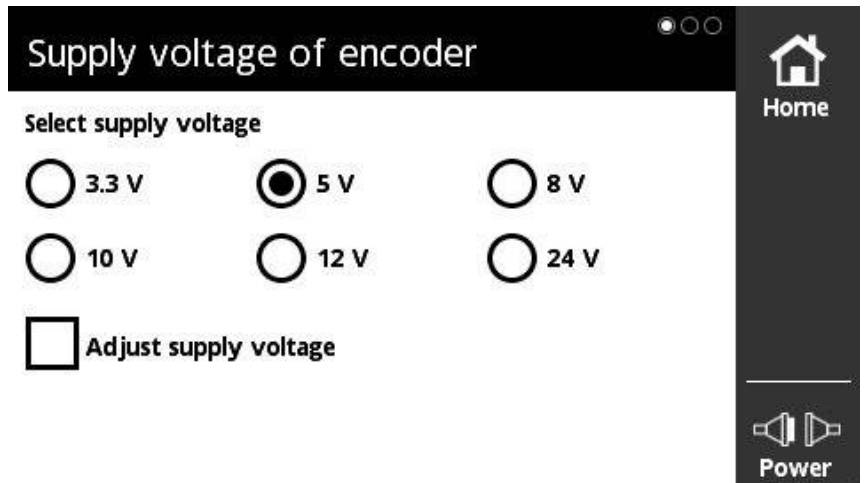 Supply voltage of encoder
Home
Select supply voltage
3.3 V 5 V 8 V
10 V 12 V 24 V
Adjust supply voltage
Power